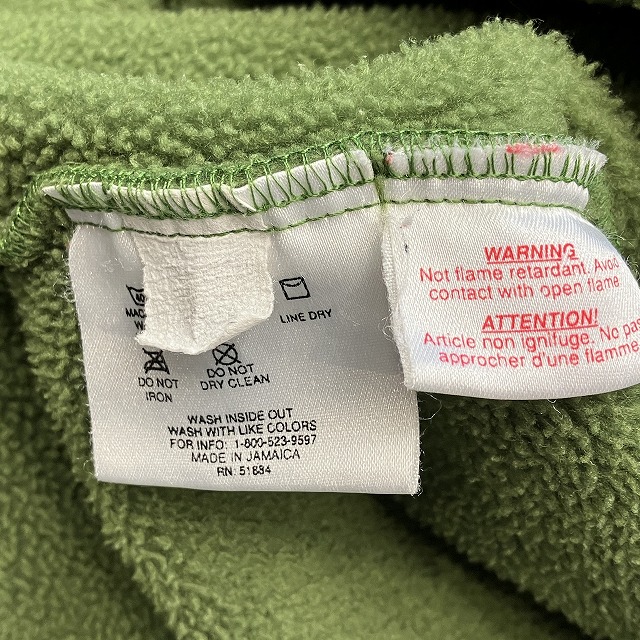 LINE DRY
DO NOT
IRON
DO NOT
DRY CLEAN
WASH INSIDE OUT
WASH WITH LIKE COLORS
FOR INFO: 1-800-523-9597
MADE IN JAMAICA
RN: 51834
WARNING
Not flame retardant. Avoid
contact with open flame
ATTENTION!
Article non ignifuge. No pas
approcher d'une flamme